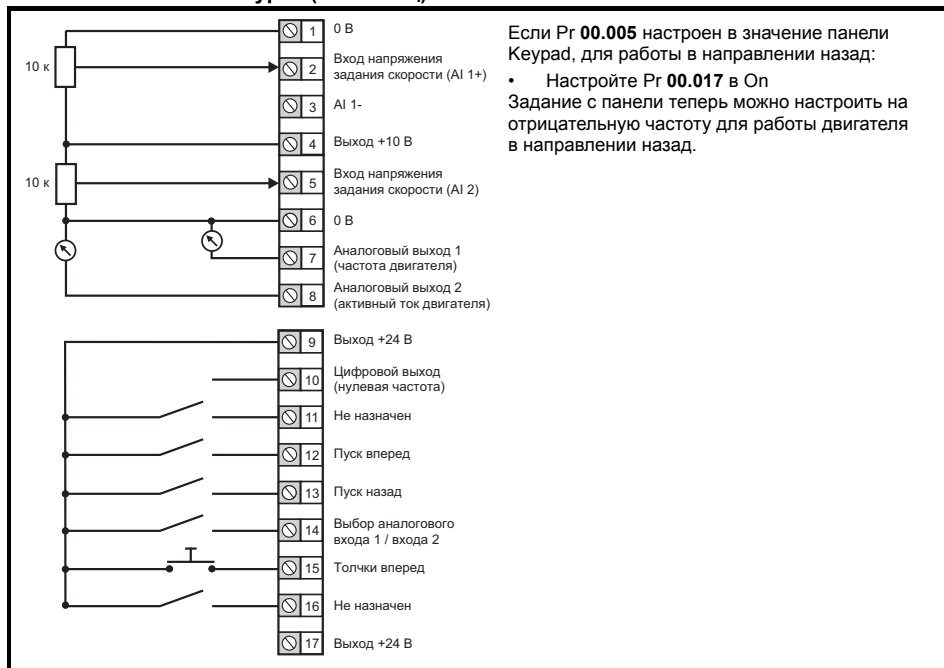 Если Pr 00.005 настроен в значение панели
Keypad, для работы в направлении назад:
• Настройте Pr 00.017 в On
Задание с панели теперь можно настроить на
отрицательную частоту для работы двигателя
в направлении назад.
10 к
10 к
1 0 В
2 Вход напряжения
задания скорости (AI 1+)
3 AI 1-
4 Выход +10 В
5 Вход напряжения
задания скорости (AI 2)
6 0 В
7 Аналоговый выход 1
(частота двигателя)
8 Аналоговый выход 2
(активный ток двигателя)
9 Выход +24 В
10 Цифровой выход
(нулевая частота)
11 Не назначен
12 Пуск вперед
13 Пуск назад
14 Выбор аналогового
входа 1 / входа 2
15 Толчки вперед
16 Не назначен
17 Выход +24 В